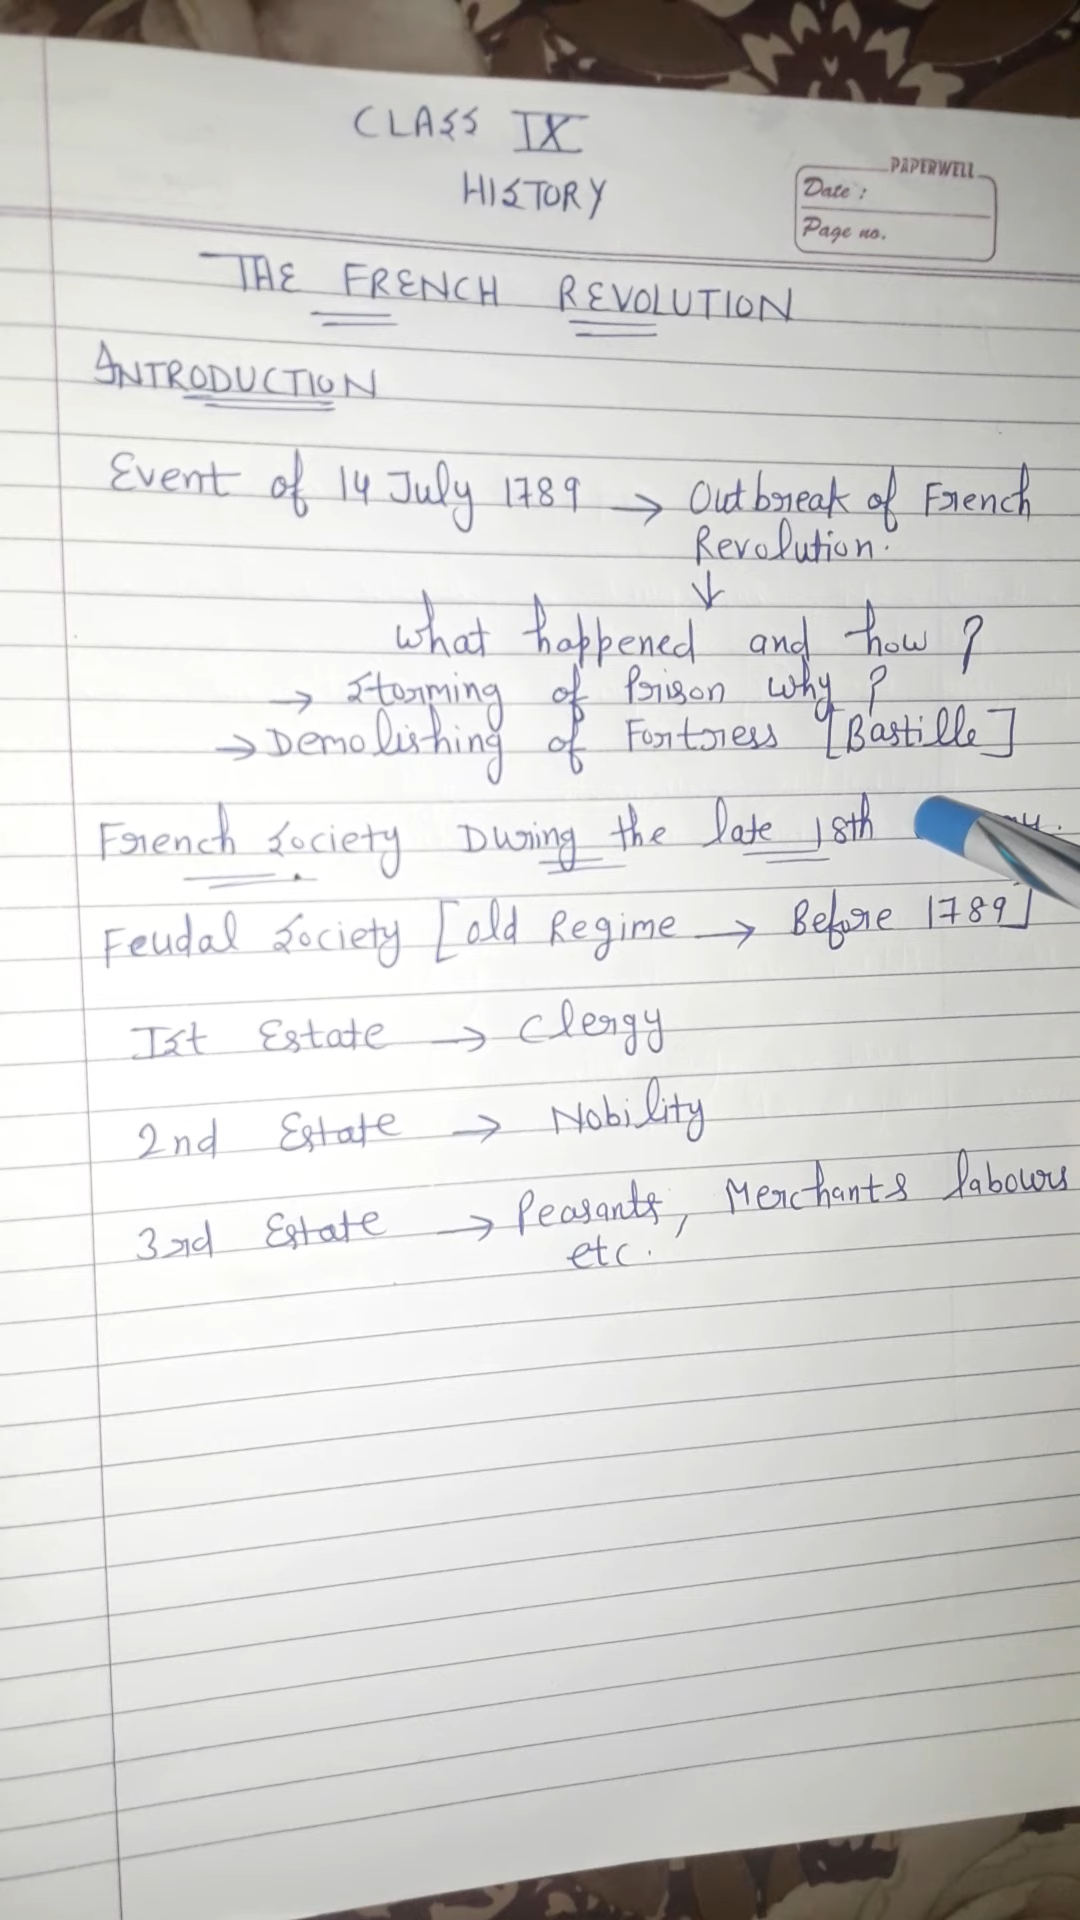 CLASS IX
HISTORY
PAPERWELL
Date :
Page no.
THE FRENCH REVOLUTION
INTRODUCTION
Event of 14 July 1789 → Outbreak of French
Revolution.
↓
What happened and how ?
→ Storming of Prison why ?
→ Demolishing of Fortress [Bastille]
French Society During the late 18th
Feudal Society [old Regime → Before 1789]
Ist Estate → Clergy
2nd Estate → Nobility
3rd Estate → Peasants, Merchants labours
etc.